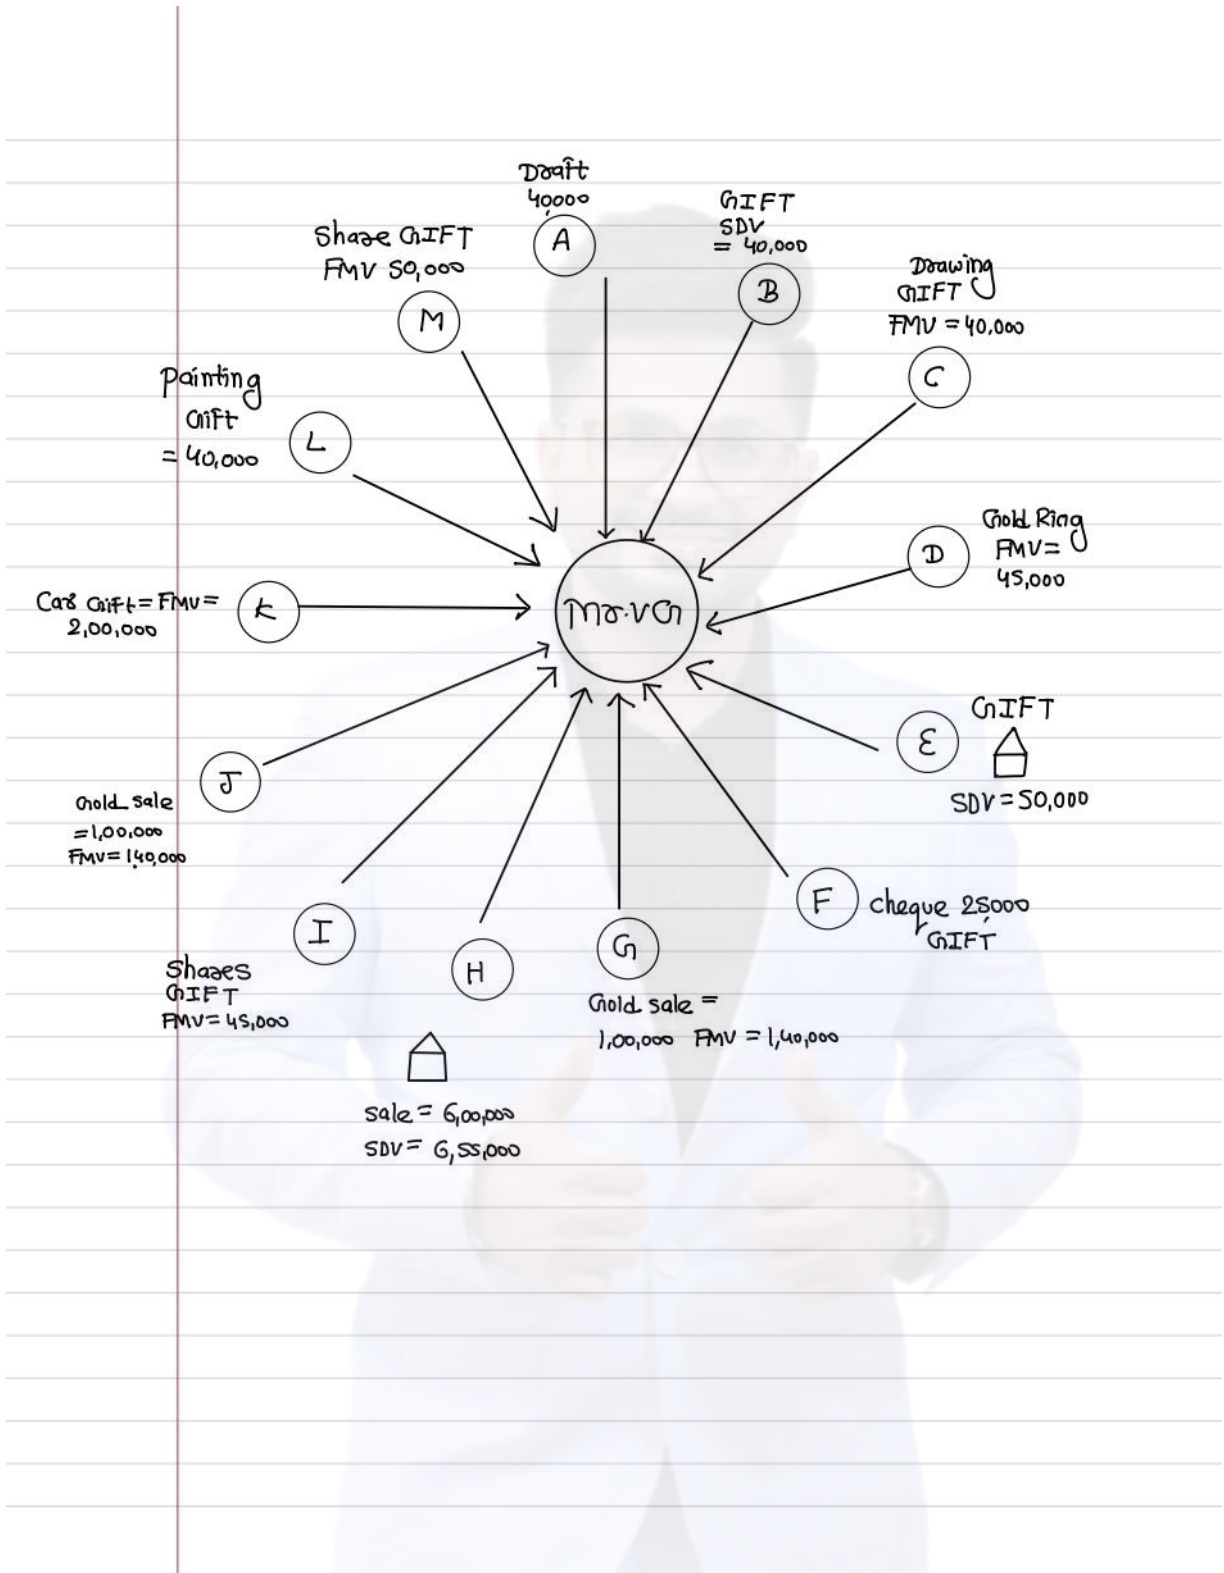 Draft
40,000
A
GIFT
SDV
= 40,000
B
Drawing
GIFT
FMV = 40,000
C
Gold Ring
FMV=
45,000
D
GIFT
E
SDV = 50,000
F
cheque 25,000
GIFT
G
Gold sale =
1,00,000 FMV = 1,40,000
H
sale = 6,00,000
SDV = 6,55,000
I
Shares
GIFT
FMV= 45,000
J
Gold sale
=1,00,000
FMV= 1,40,000
Car Gift = FMV =
2,00,000
K
Painting
Gift
= 40,000
L
Share GIFT
FMV 50,000
M
Mr. VG